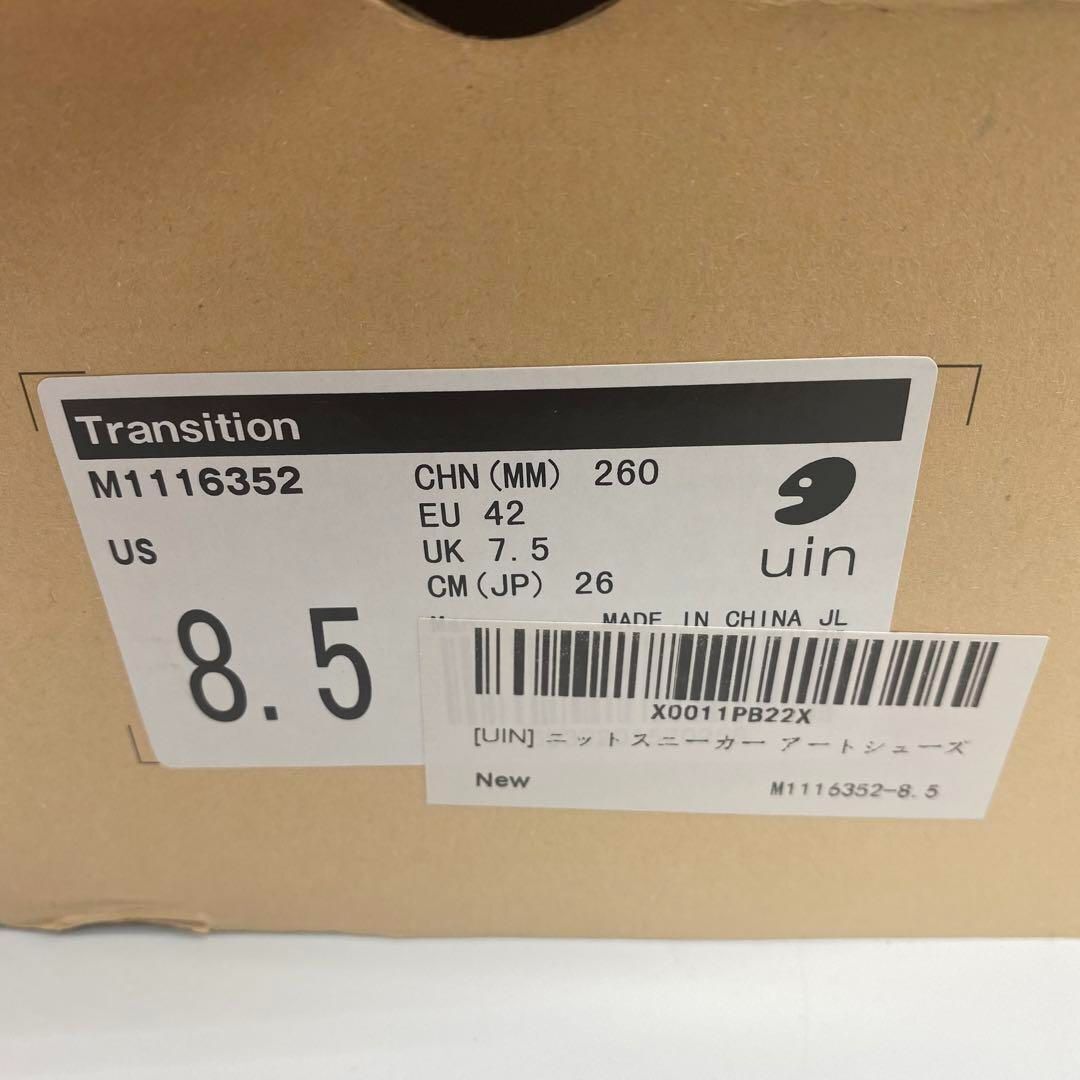 Transition
M1116352
US
8.5
CHN(MM) 260
EU 42
UK 7.5
CM(JP) 26
uin
MADE IN CHINA JL
X0011PB22X
[UIN] ニットスニーカー アートシューズ
New
M1116352-8.5